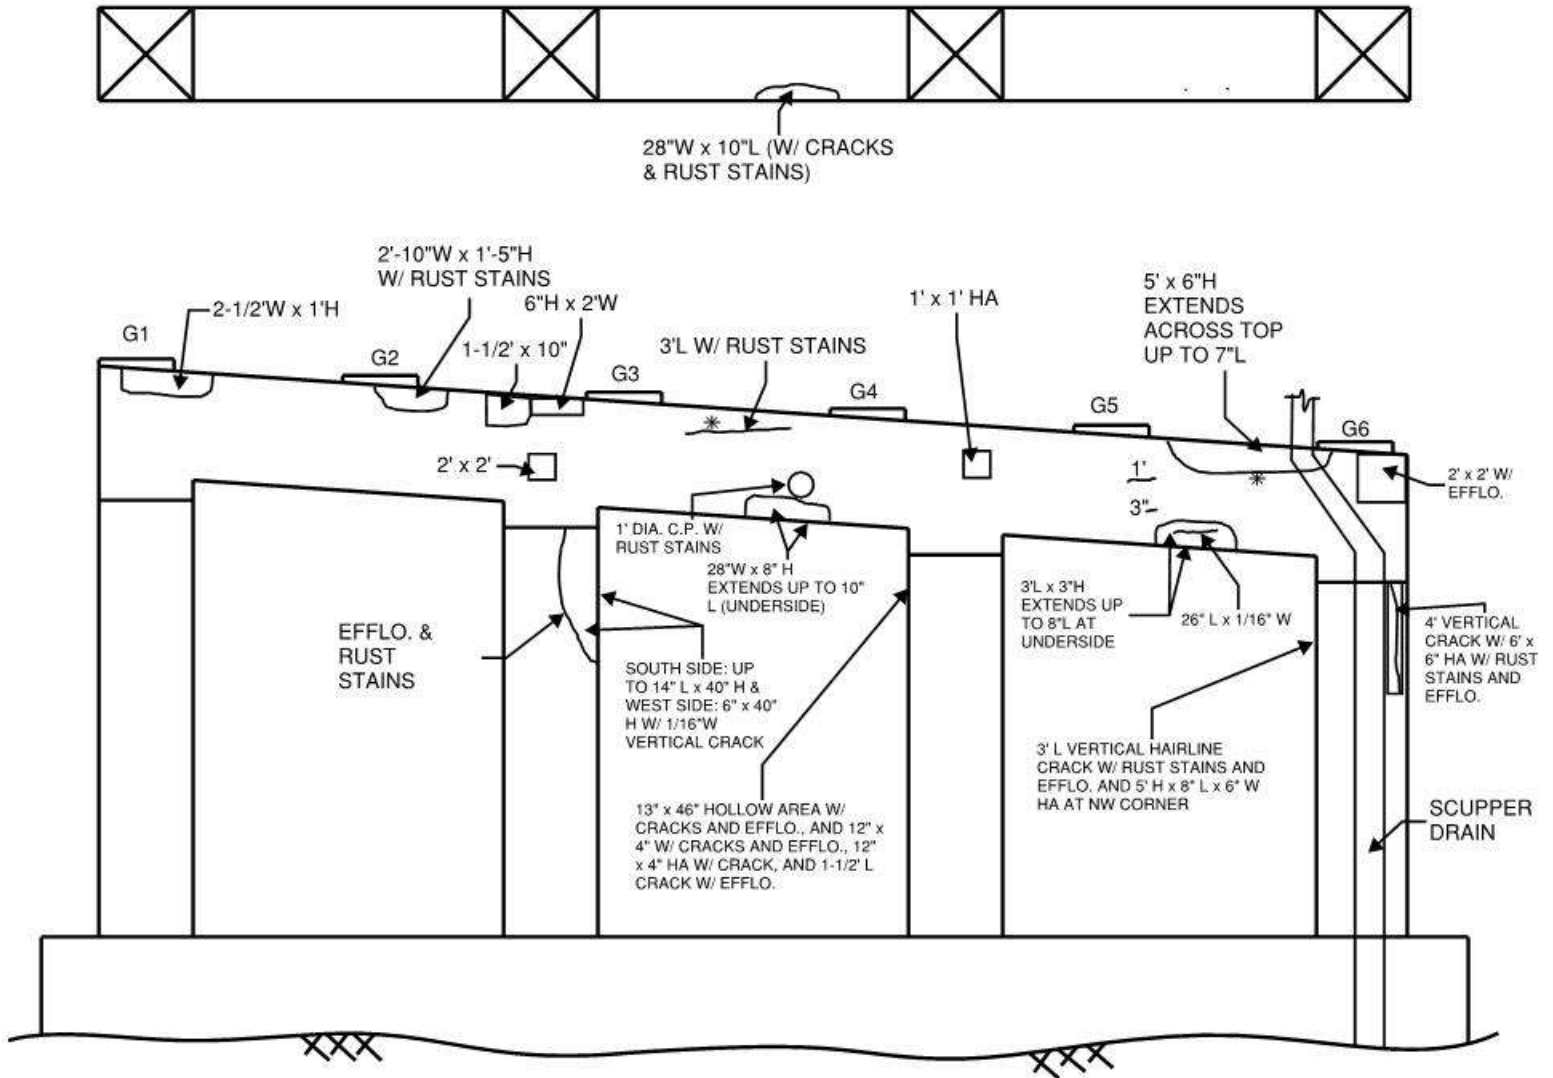 28"W x 10"L (W/ CRACKS
& RUST STAINS)
2'-10"W x 1'-5"H
W/ RUST STAINS
2-1/2'W x 1'H
6"H x 2'W
1-1/2' x 10"
3'L W/ RUST STAINS
1' x 1' HA
5' x 6"H
EXTENDS
ACROSS TOP
UP TO 7"L
G1
G2
G3
G4
G5
G6
2' x 2'
1'
3"
2' x 2' W/
EFFLO.
1' DIA. C.P. W/
RUST STAINS
28"W x 8" H
EXTENDS UP TO 10"
L (UNDERSIDE)
3'L x 3"H
EXTENDS UP
TO 8"L AT
UNDERSIDE
26" L x 1/16" W
4' VERTICAL
CRACK W/ 6' x
6" HA W/ RUST
STAINS AND
EFFLO.
EFFLO. &
RUST
STAINS
SOUTH SIDE: UP
TO 14" L x 40" H &
WEST SIDE: 6" x 40"
H W/ 1/16"W
VERTICAL CRACK
3' L VERTICAL HAIRLINE
CRACK W/ RUST STAINS AND
EFFLO. AND 5' H x 8" L x 6" W
HA AT NW CORNER
13" x 46" HOLLOW AREA W/
CRACKS AND EFFLO., AND 12" x
4" W/ CRACKS AND EFFLO., 12"
x 4" HA W/ CRACK, AND 1-1/2' L
CRACK W/ EFFLO.
SCUPPER
DRAIN